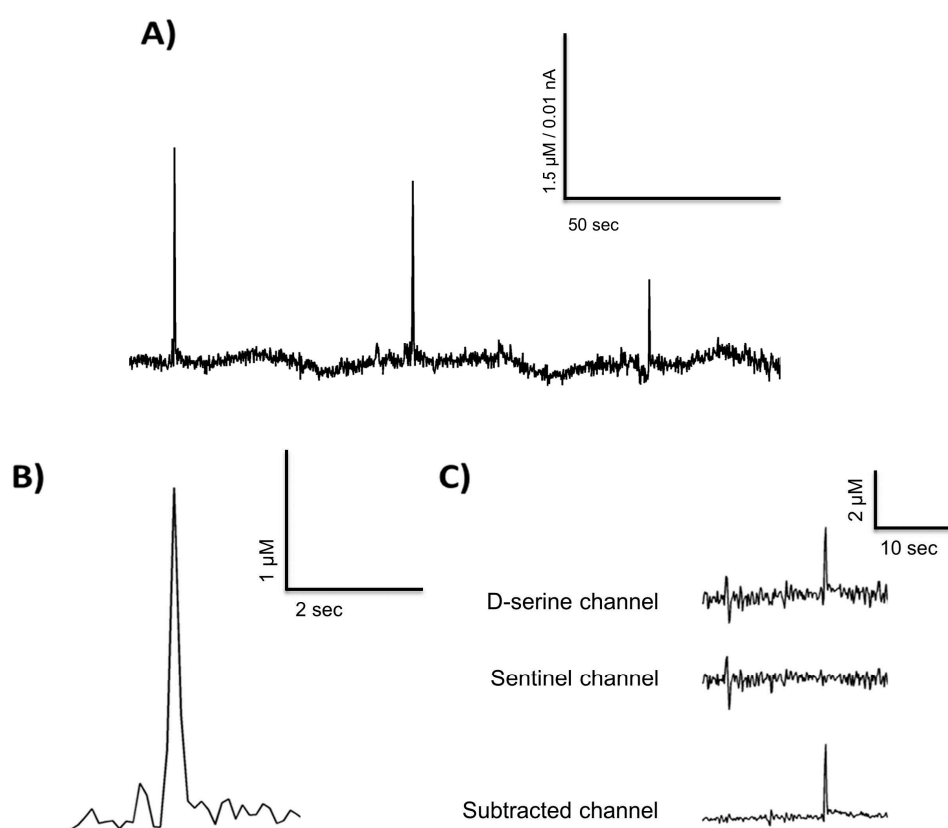 A)
1.5 µM / 0.01 nA
50 sec
B)
1 µM
2 sec
C)
2 µM
10 sec
D-serine channel
Sentinel channel
Subtracted channel